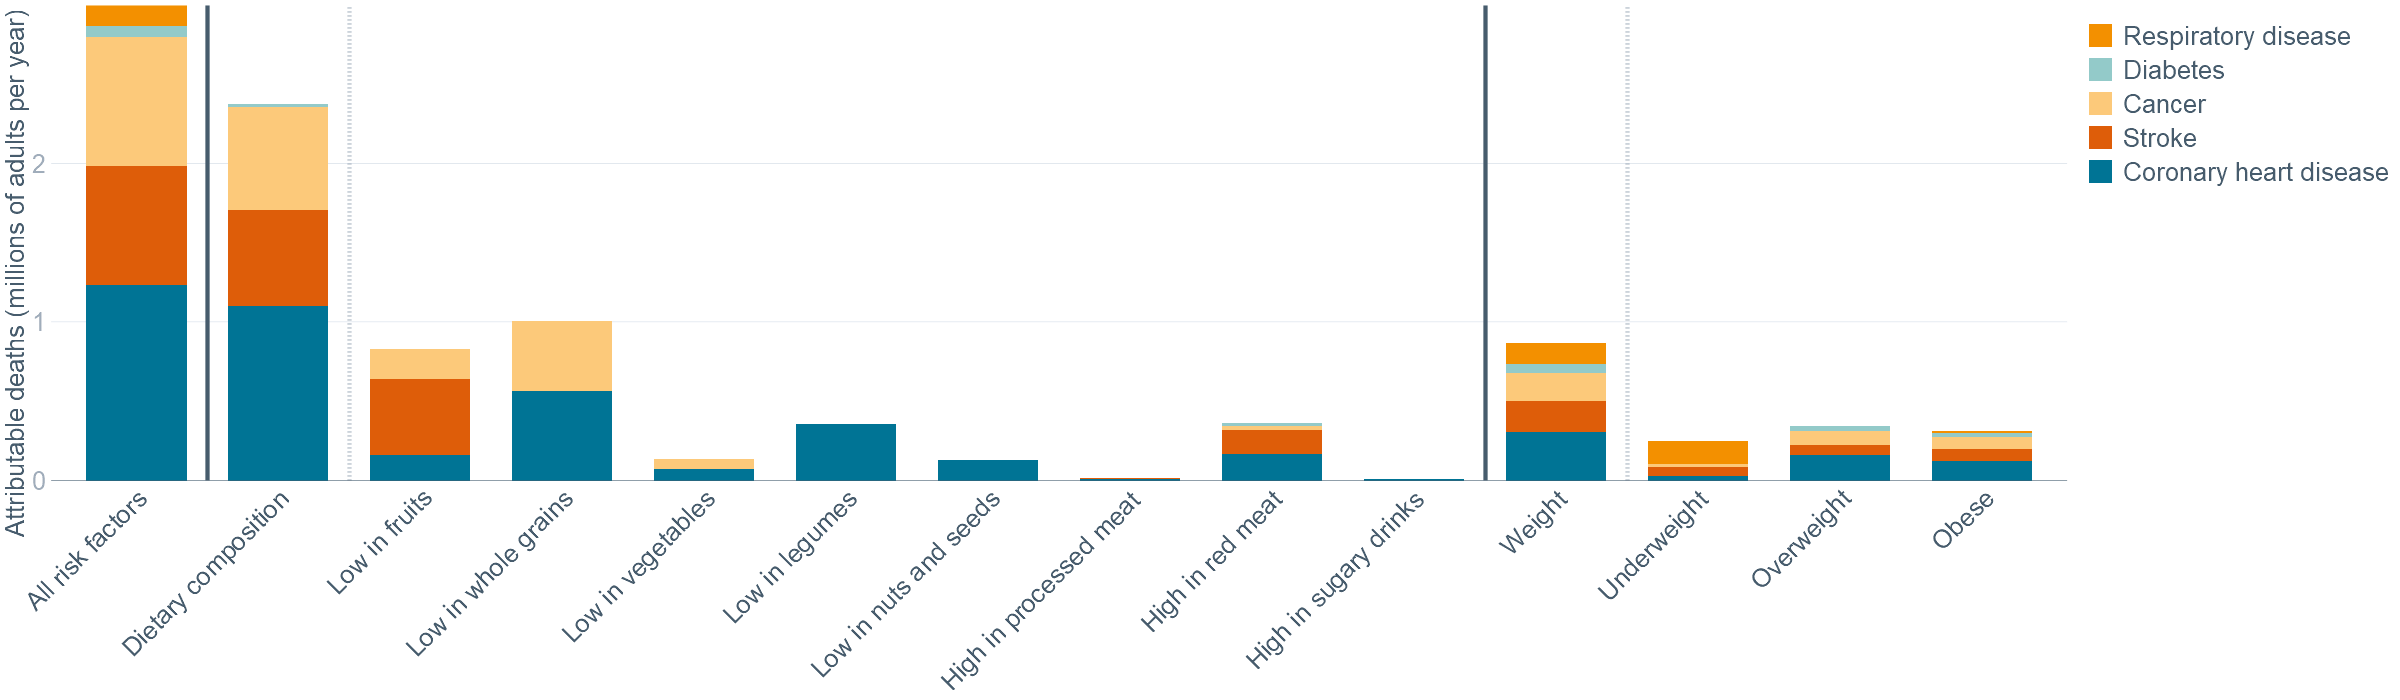 Attributable deaths (millions of adults per year)
2
1
0
All risk factors
Dietary composition
Low in fruits
Low in whole grains
Low in vegetables
Low in legumes
Low in nuts and seeds
High in processed meat
High in red meat
High in sugary drinks
Weight
Underweight
Overweight
Obese
Respiratory disease
Diabetes
Cancer
Stroke
Coronary heart disease